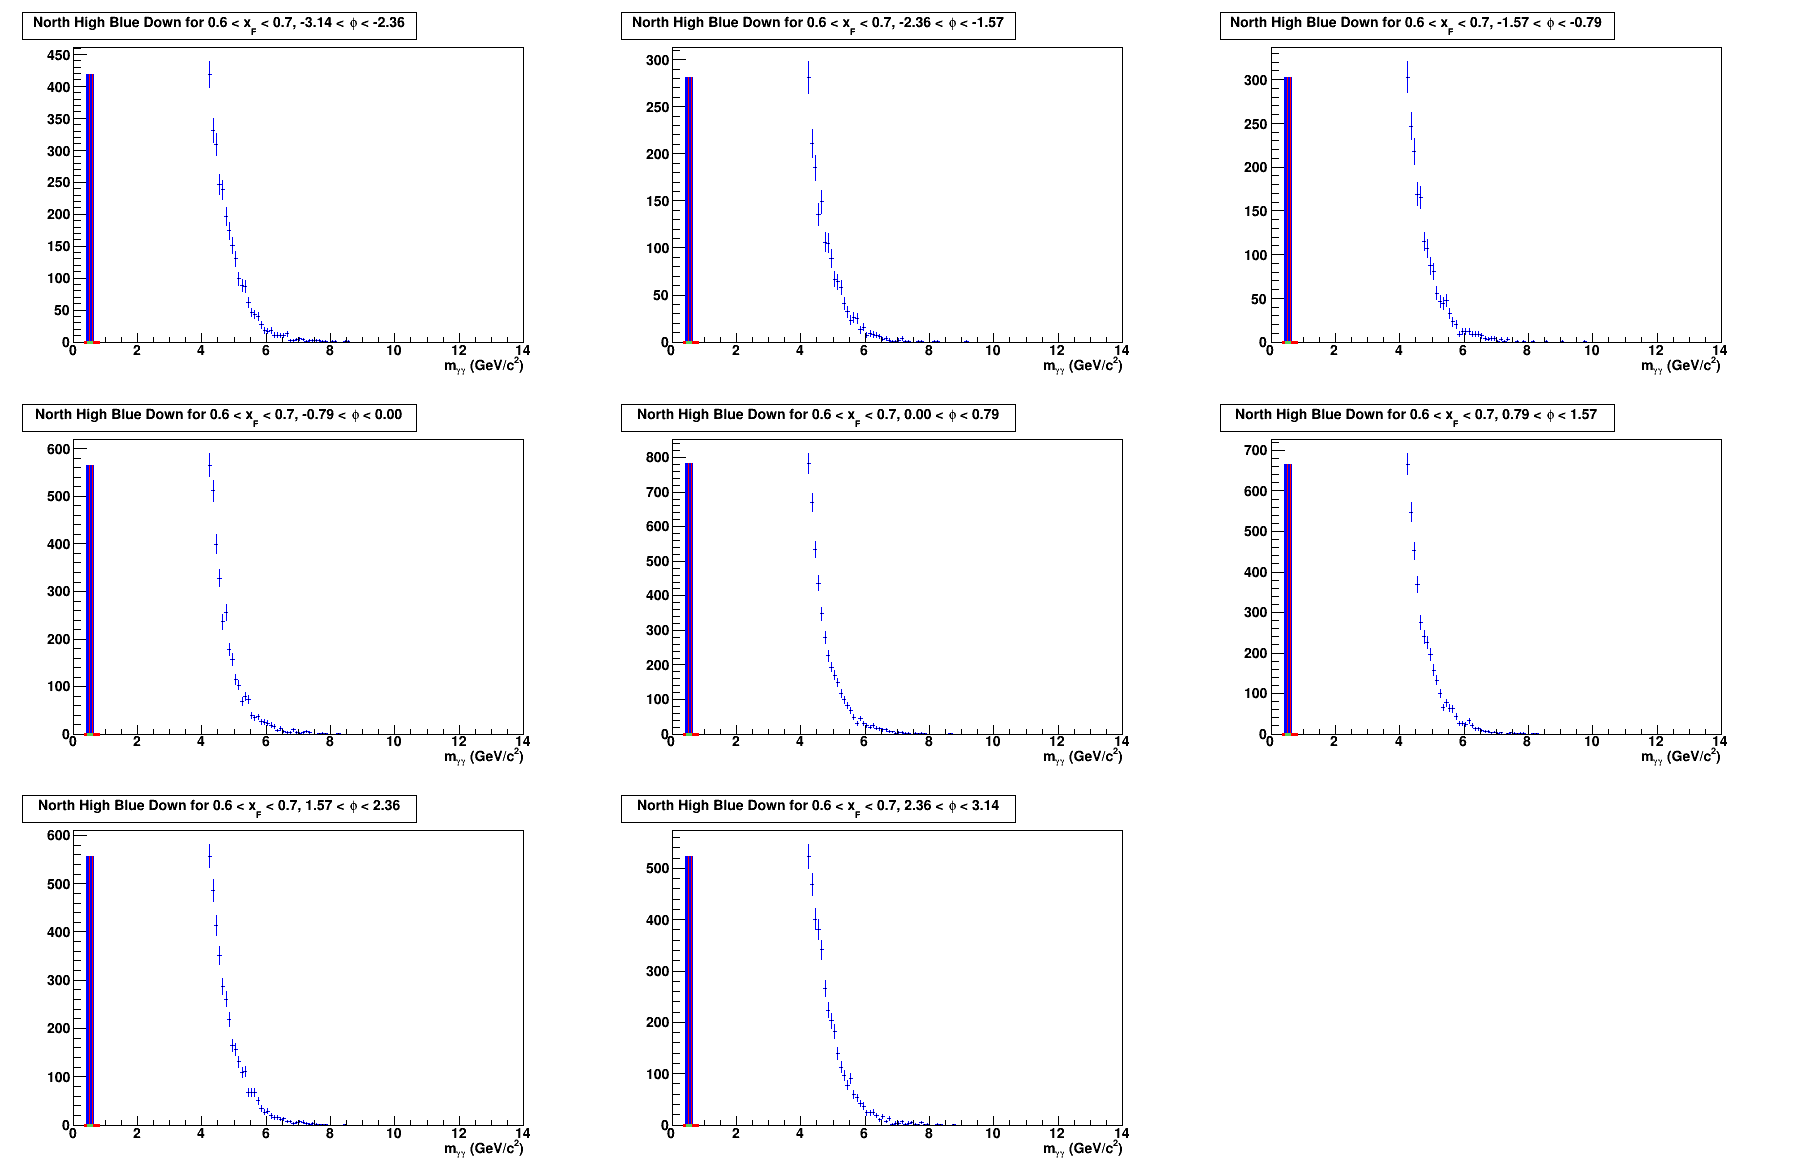 North High Blue Down for 0.6 < x_F < 0.7, -3.14 < ϕ < -2.36
450
400
350
300
250
200
150
100
50
0
0 2 4 6 8 10 12 14
m_γγ (GeV/c²)
North High Blue Down for 0.6 < x_F < 0.7, -2.36 < ϕ < -1.57
300
250
200
150
100
50
0
0 2 4 6 8 10 12 14
m_γγ (GeV/c²)
North High Blue Down for 0.6 < x_F < 0.7, -1.57 < ϕ < -0.79
300
250
200
150
100
50
0
0 2 4 6 8 10 12 14
m_γγ (GeV/c²)
North High Blue Down for 0.6 < x_F < 0.7, -0.79 < ϕ < 0.00
600
500
400
300
200
100
0
0 2 4 6 8 10 12 14
m_γγ (GeV/c²)
North High Blue Down for 0.6 < x_F < 0.7, 0.00 < ϕ < 0.79
800
700
600
500
400
300
200
100
0
0 2 4 6 8 10 12 14
m_γγ (GeV/c²)
North High Blue Down for 0.6 < x_F < 0.7, 0.79 < ϕ < 1.57
700
600
500
400
300
200
100
0
0 2 4 6 8 10 12 14
m_γγ (GeV/c²)
North High Blue Down for 0.6 < x_F < 0.7, 1.57 < ϕ < 2.36
600
500
400
300
200
100
0
0 2 4 6 8 10 12 14
m_γγ (GeV/c²)
North High Blue Down for 0.6 < x_F < 0.7, 2.36 < ϕ < 3.14
500
400
300
200
100
0
0 2 4 6 8 10 12 14
m_γγ (GeV/c²)